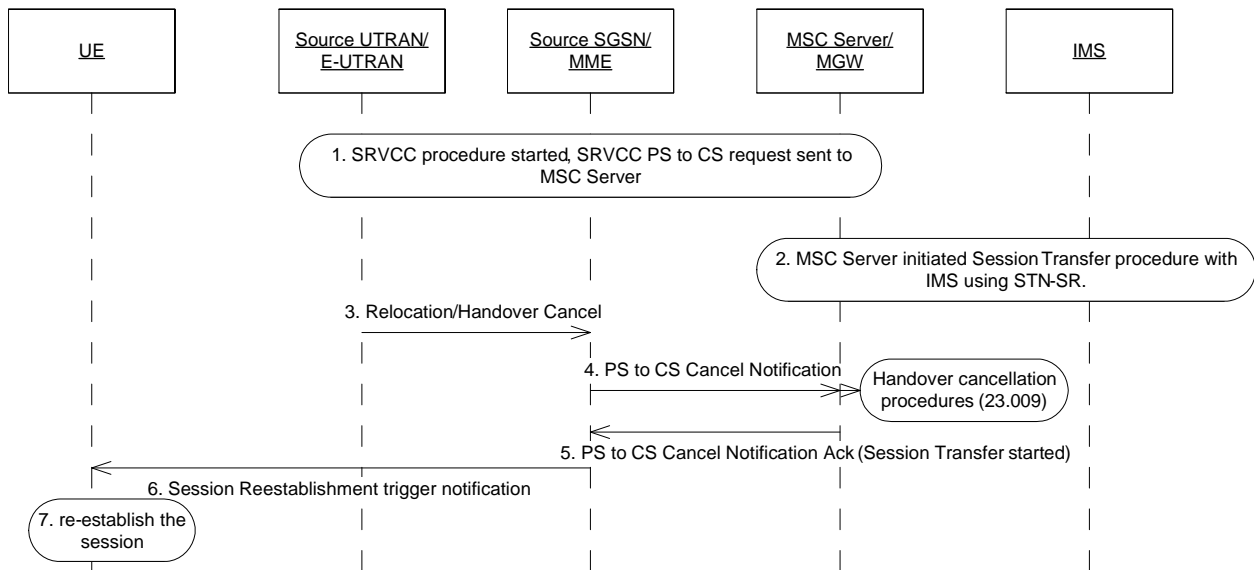 UE
Source UTRAN/
E-UTRAN
Source SGSN/
MME
MSC Server/
MGW
IMS
1. SRVCC procedure started, SRVCC PS to CS request sent to
MSC Server
2. MSC Server initiated Session Transfer procedure with
IMS using STN-SR.
3. Relocation/Handover Cancel
4. PS to CS Cancel Notification
Handover cancellation
procedures (23.009)
5. PS to CS Cancel Notification Ack (Session Transfer started)
6. Session Reestablishment trigger notification
7. re-establish the
session